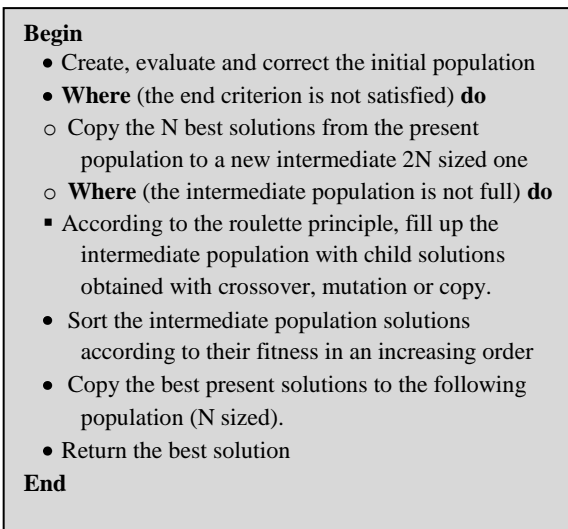 Begin
• Create, evaluate and correct the initial population
• Where (the end criterion is not satisfied) do
○ Copy the N best solutions from the present
population to a new intermediate 2N sized one
○ Where (the intermediate population is not full) do
▪ According to the roulette principle, fill up the
intermediate population with child solutions
obtained with crossover, mutation or copy.
• Sort the intermediate population solutions
according to their fitness in an increasing order
• Copy the best present solutions to the following
population (N sized).
• Return the best solution
End